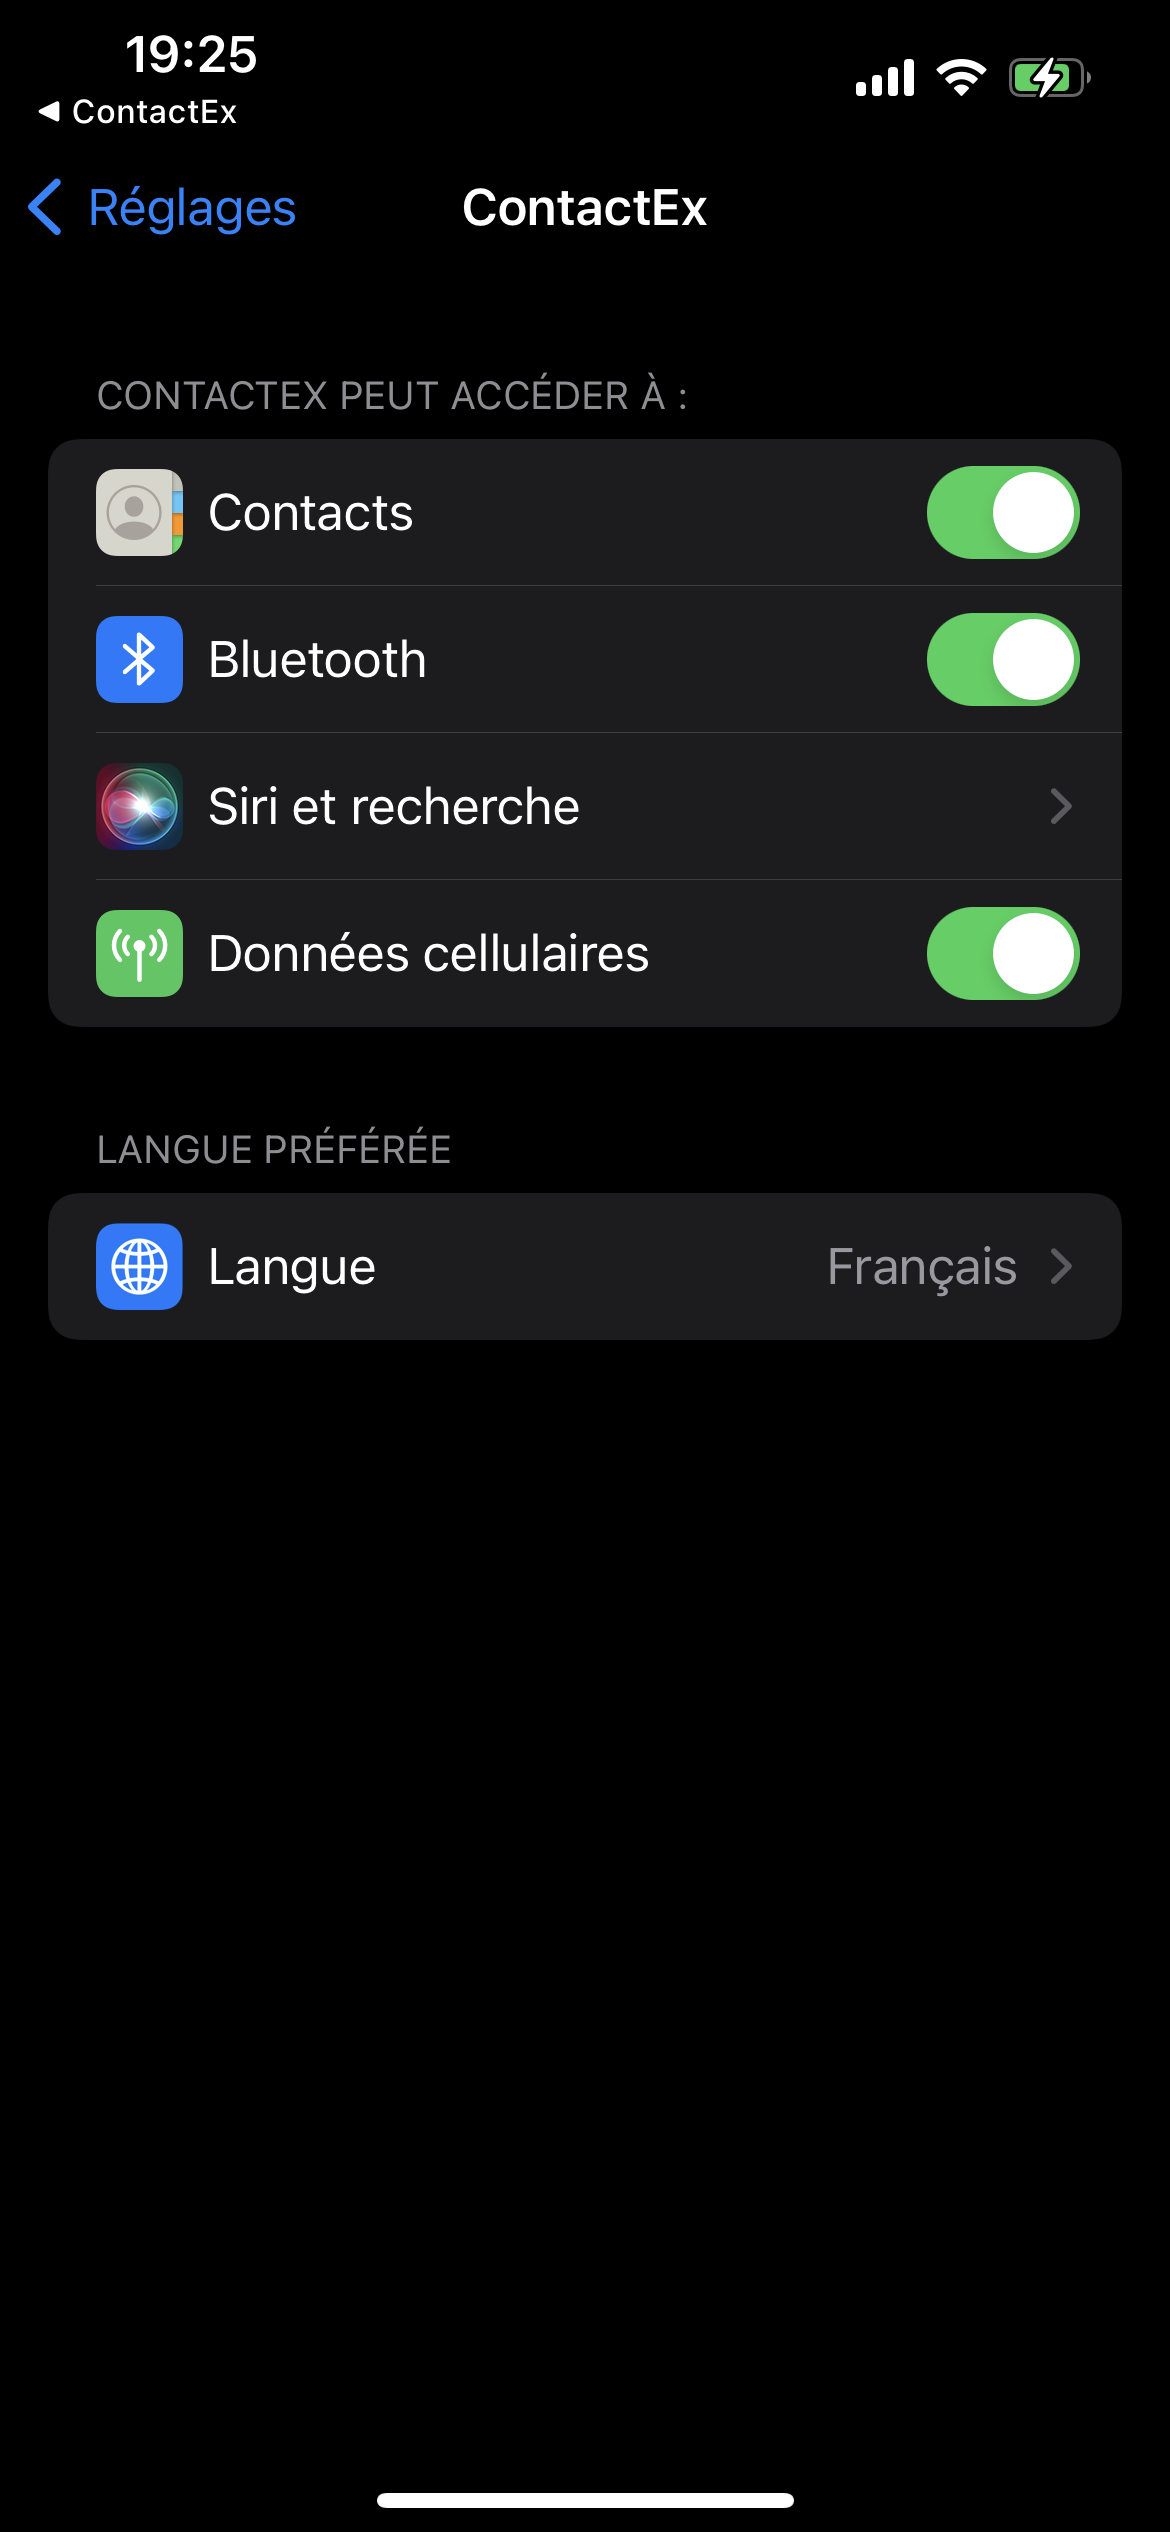 19:25
◀ ContactEx
Réglages
ContactEx
CONTACTEX PEUT ACCÉDER À :
Contacts
Bluetooth
Siri et recherche
Données cellulaires
LANGUE PRÉFÉRÉE
Langue Français